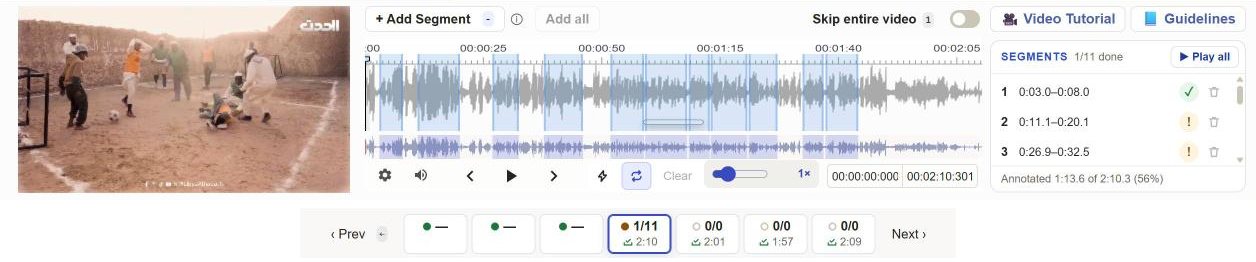 الحدث
+ Add Segment -
Add all
Skip entire video 1
Video Tutorial
Guidelines
:00 00:00:25 00:00:50 00:01:15 00:01:40 00:02:05
SEGMENTS 1/11 done
Play all
1 0:03.0–0:08.0 ✓
2 0:11.1–0:20.1 !
3 0:26.9–0:32.5 !
Annotated 1:13.6 of 2:10.3 (56%)
Clear
1×
00:00:00:000
00:02:10:301
‹ Prev ←
—
—
—
1/11
2:10
0/0
2:01
0/0
1:57
0/0
2:09
Next ›